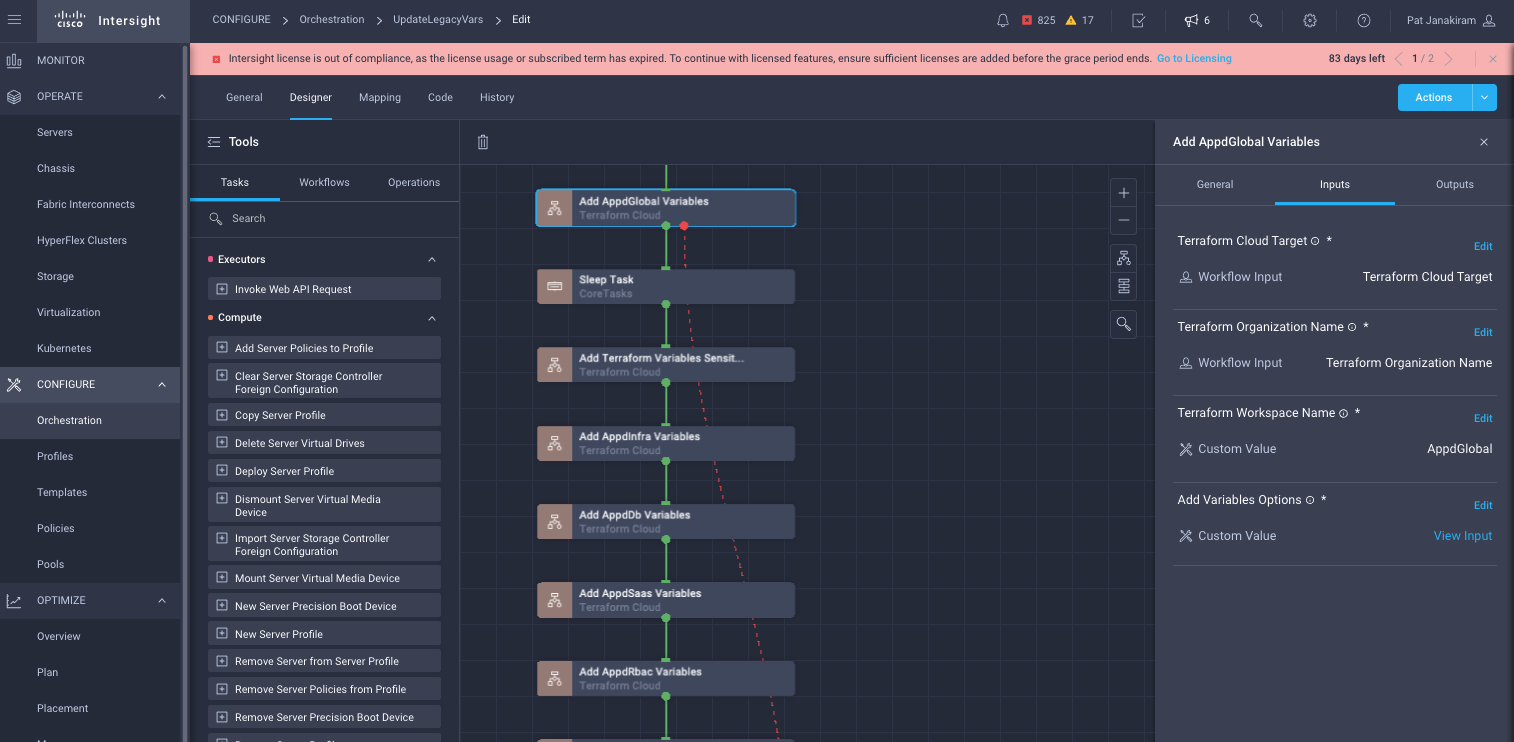 CISCO Intersight
CONFIGURE > Orchestration > UpdateLegacyVars > Edit
825
17
6
Pat Janakiram
Intersight license is out of compliance, as the license usage or subscribed term has expired. To continue with licensed features, ensure sufficient licenses are added before the grace period ends. Go to Licensing
83 days left
1 / 2
MONITOR
OPERATE
Servers
Chassis
Fabric Interconnects
HyperFlex Clusters
Storage
Virtualization
Kubernetes
CONFIGURE
Orchestration
Profiles
Templates
Policies
Pools
OPTIMIZE
Overview
Plan
Placement
General
Designer
Mapping
Code
History
Actions
Tools
Tasks
Workflows
Operations
Search
Executors
Invoke Web API Request
Compute
Add Server Policies to Profile
Clear Server Storage Controller
Foreign Configuration
Copy Server Profile
Delete Server Virtual Drives
Deploy Server Profile
Dismount Server Virtual Media
Device
Import Server Storage Controller
Foreign Configuration
Mount Server Virtual Media Device
New Server Precision Boot Device
New Server Profile
Remove Server from Server Profile
Remove Server Policies from Profile
Remove Server Precision Boot Device
Add AppdGlobal Variables
Terraform Cloud
Sleep Task
CoreTasks
Add Terraform Variables Sensit...
Terraform Cloud
Add AppdInfra Variables
Terraform Cloud
Add AppdDb Variables
Terraform Cloud
Add AppdSaas Variables
Terraform Cloud
Add AppdRbac Variables
Terraform Cloud
Add AppdGlobal Variables
General
Inputs
Outputs
Terraform Cloud Target *
Edit
Workflow Input
Terraform Cloud Target
Terraform Organization Name *
Edit
Workflow Input
Terraform Organization Name
Terraform Workspace Name *
Edit
Custom Value
AppdGlobal
Add Variables Options *
Edit
Custom Value
View Input